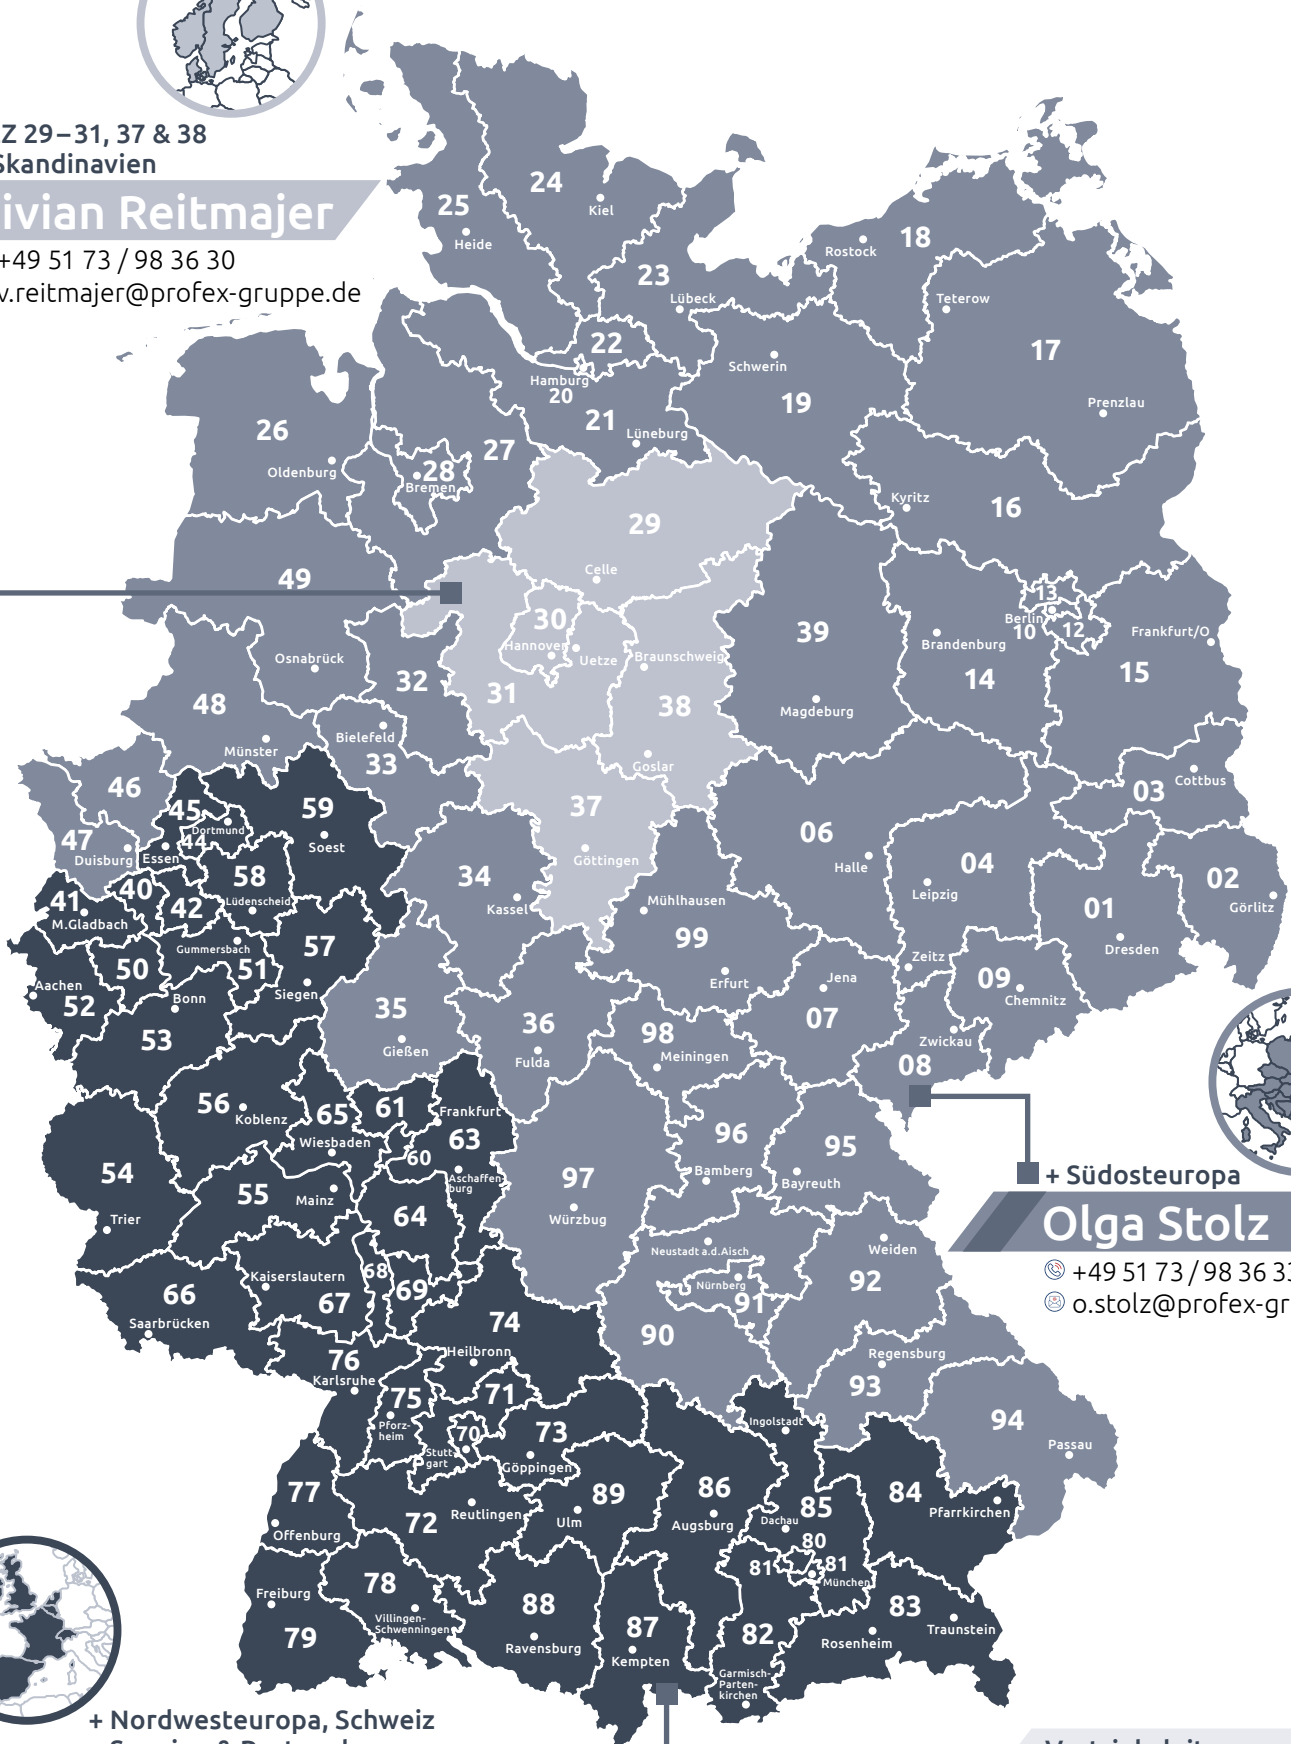 Z 29–31, 37 & 38
Skandinavien
ivian Reitmajer
+49 51 73 / 98 36 30
v.reitmajer@profex-gruppe.de
24
Kiel
25
Heide
18
Rostock
23
Lübeck
Teterow
17
22
Schwerin
Hamburg
20
19
Prenzlau
21
Lüneburg
26
Oldenburg
27
28
Bremen
Kyritz
16
29
Celle
49
13
Berlin
10
12
Frankfurt/O
30
Hannover
Uetze
Braunschweig
39
Brandenburg
Osnabrück
32
31
38
14
15
48
Magdeburg
Bielefeld
33
Münster
Goslar
Cottbus
03
46
45
59
37
06
Dortmund
44
47
Duisburg
Essen
Soest
Göttingen
Halle
04
40
58
34
Leipzig
02
41
42
Lüdenscheid
Kassel
Mühlhausen
01
Görlitz
M.Gladbach
Gummersbach
57
99
Dresden
50
51
Zeitz
Aachen
52
Bonn
Siegen
Erfurt
Jena
09
Chemnitz
53
35
Gießen
36
Fulda
98
Meiningen
07
Zwickau
08
56
Koblenz
65
61
Frankfurt
Wiesbaden
63
60
96
95
54
55
Mainz
Aschaffen-
burg
97
Bamberg
Bayreuth
+ Südosteuropa
Trier
64
Würzbug
Olga Stolz
Neustadt a.d.Aisch
Weiden
+49 51 73 / 98 36 33
o.stolz@profex-gr
Kaiserslautern
68
69
Nürnberg
91
92
66
67
Saarbrücken
74
90
Heilbronn
Regensburg
76
Karlsruhe
75
71
93
Pforz-
heim
70
73
Ingolstadt
94
Stutt
gart
Göppingen
Passau
77
89
86
85
84
Offenburg
72
Reutlingen
Ulm
Augsburg
Dachau
Pfarrkirchen
80
81
81
München
Freiburg
78
88
83
79
Villingen-
Schwenningen
87
82
Traunstein
Ravensburg
Kempten
Rosenheim
Garmisch-
Parten-
kirchen
+ Nordwesteuropa, Schweiz